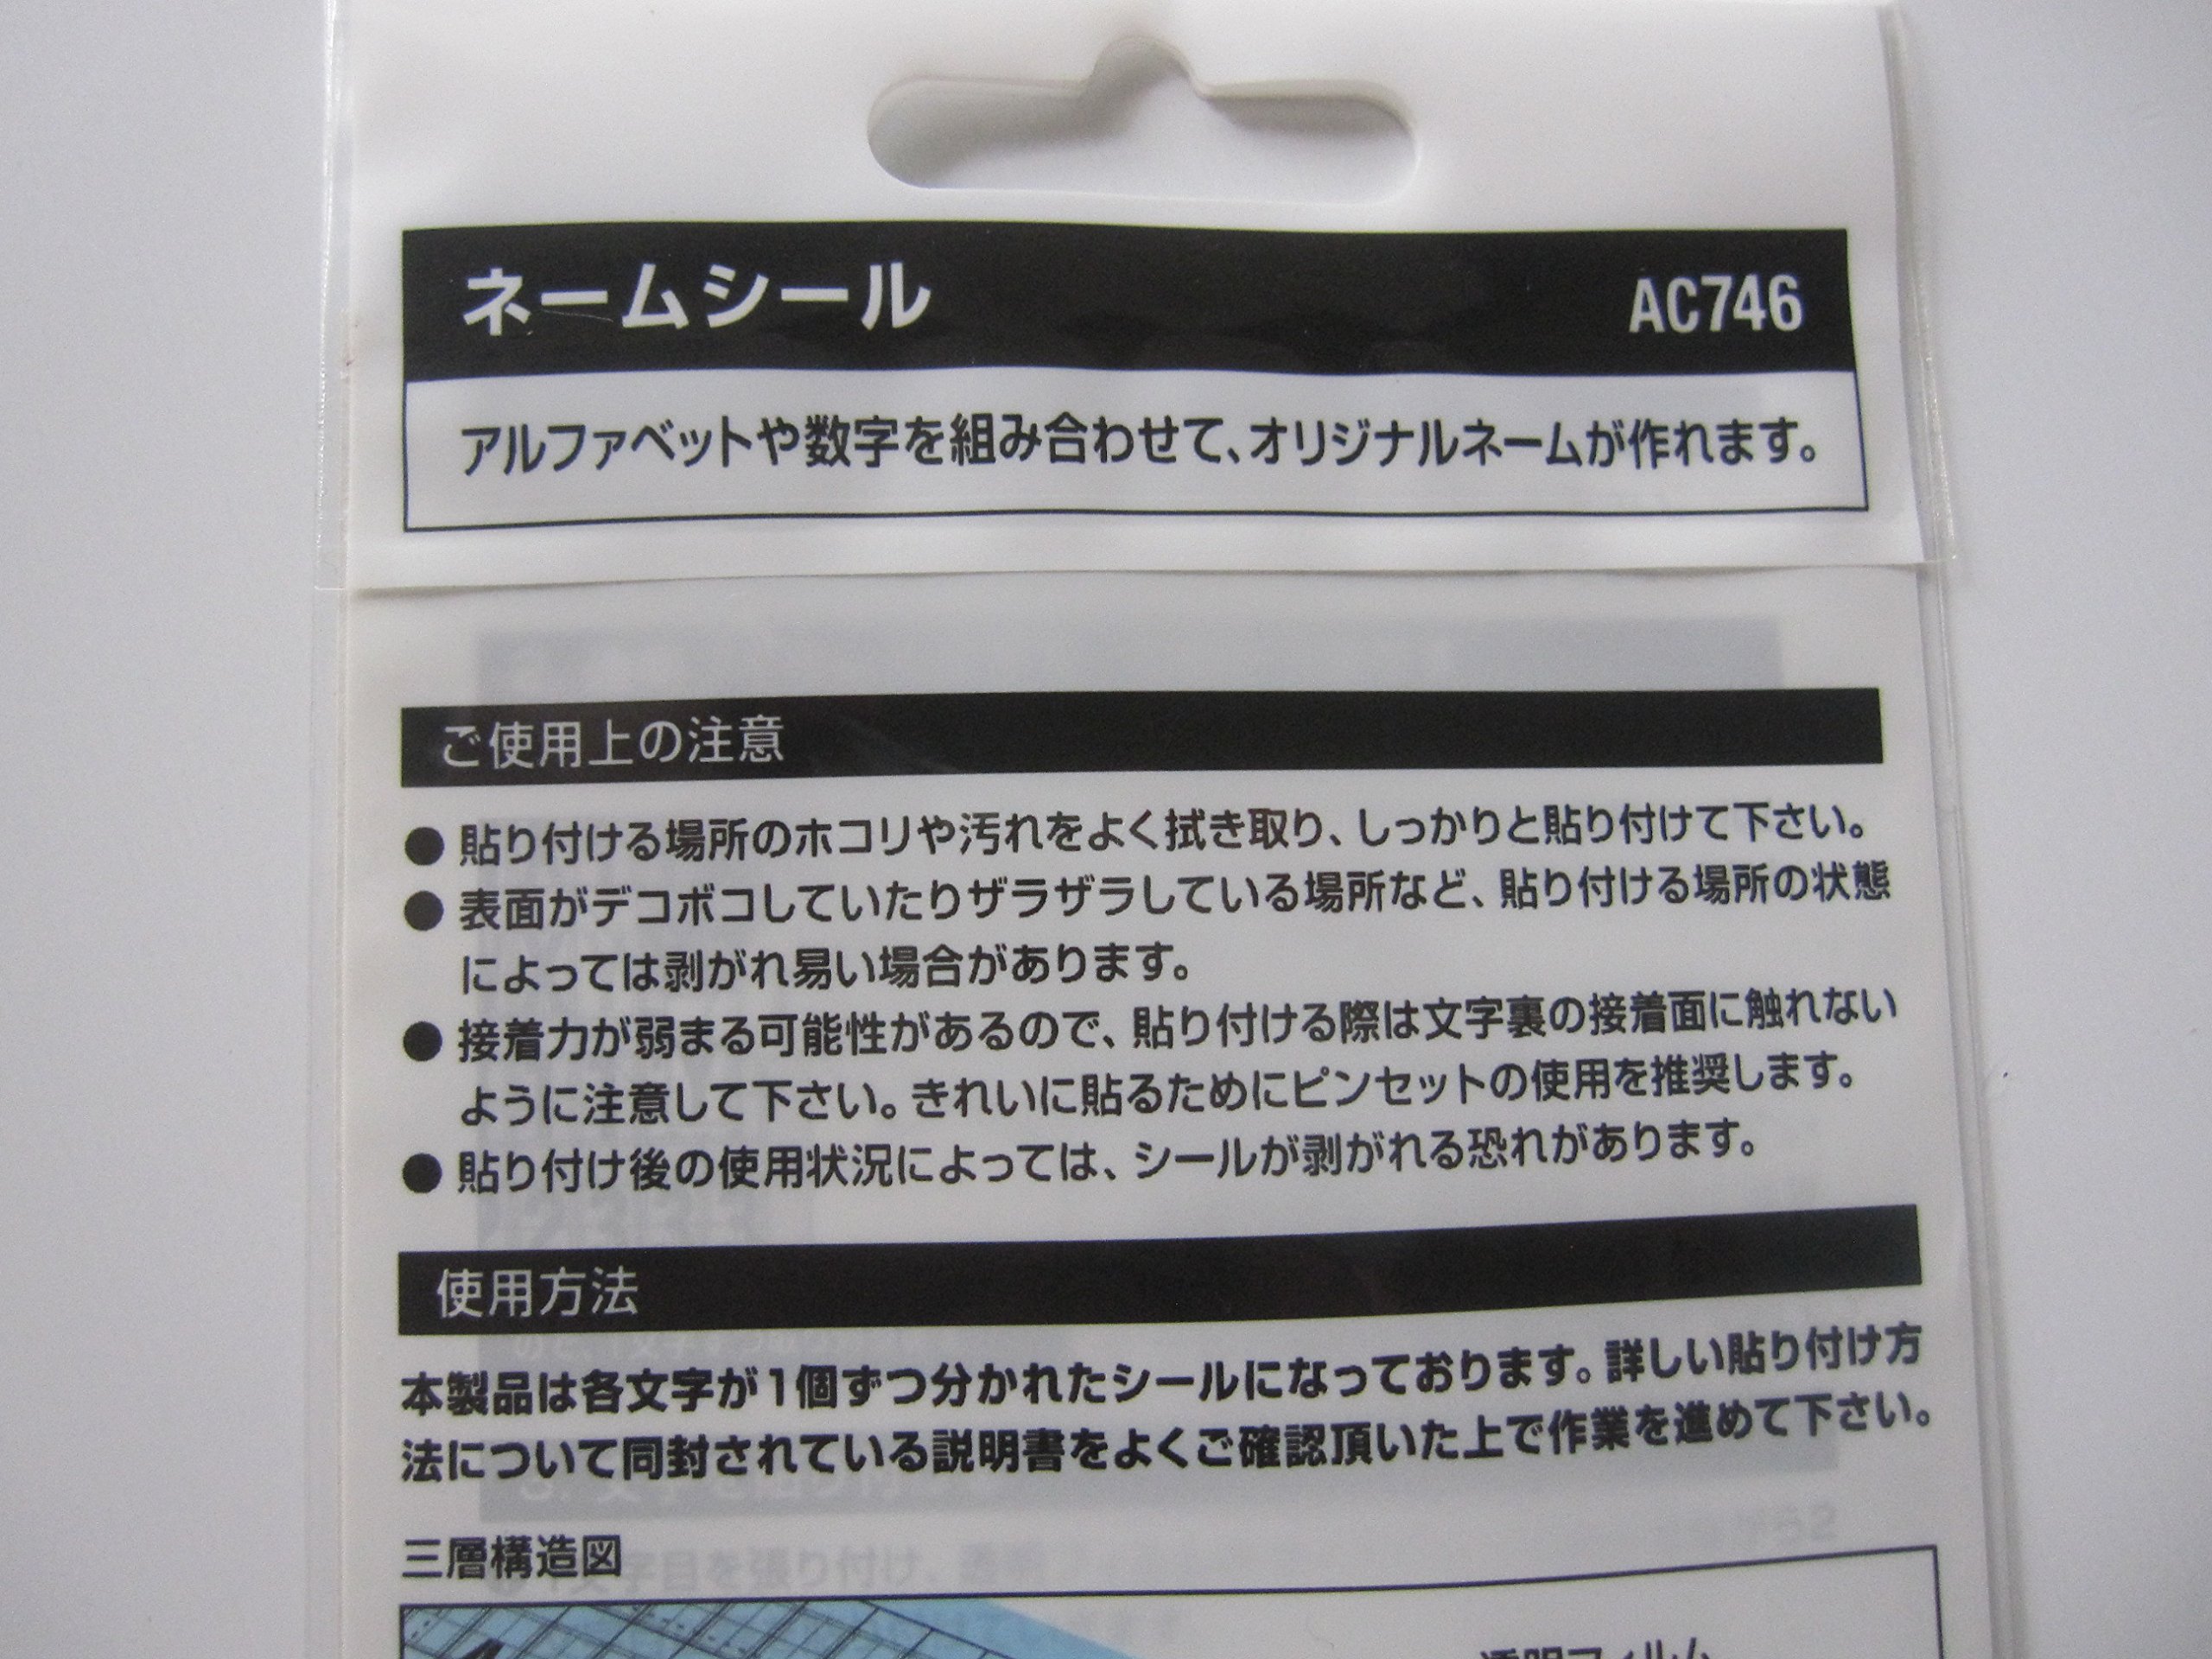 ネームシール AC746
アルファベットや数字を組み合わせて、オリジナルネームが作れます。
ご使用上の注意
● 貼り付ける場所のホコリや汚れをよく拭き取り、しっかりと貼り付けて下さい。
● 表面がデコボコしていたりザラザラしている場所など、貼り付ける場所の状態
によっては剥がれ易い場合があります。
● 接着力が弱まる可能性があるので、貼り付ける際は文字裏の接着面に触れない
ように注意して下さい。きれいに貼るためにピンセットの使用を推奨します。
● 貼り付け後の使用状況によっては、シールが剥がれる恐れがあります。
使用方法
本製品は各文字が1個ずつ分かれたシールになっております。詳しい貼り付け方
法について同封されている説明書をよくご確認頂いた上で作業を進めて下さい。
三層構造図
透明フィルム